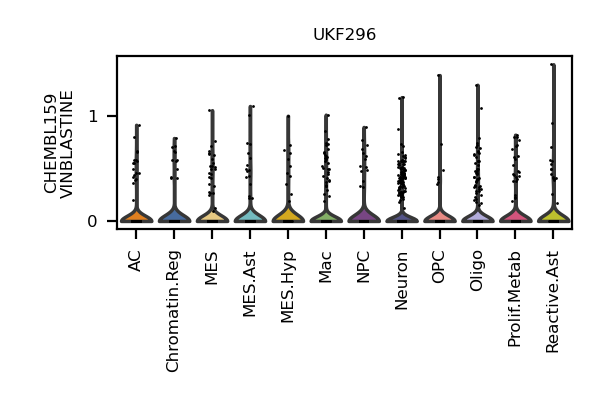 UKF296
CHEMBL159
VINBLASTINE
1
0
AC
Chromatin.Reg
MES
MES.Ast
MES.Hyp
Mac
NPC
Neuron
OPC
Oligo
Prolif.Metab
Reactive.Ast